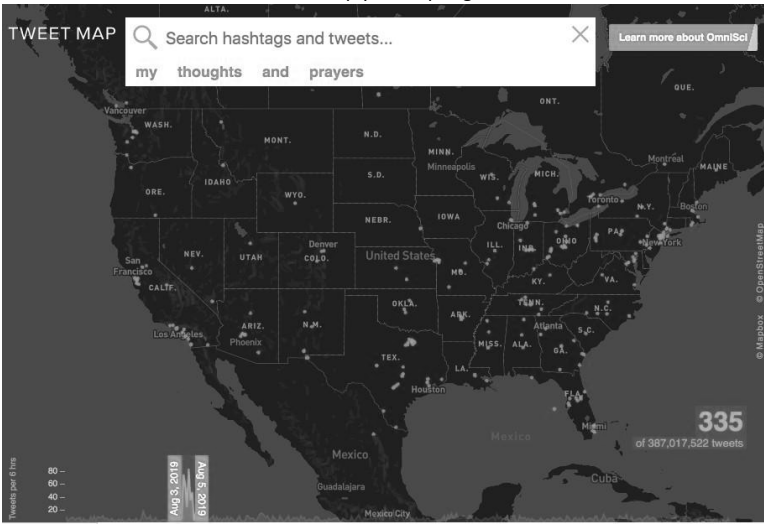 ALTA.
TWEET MAP
Search hashtags and tweets...
Learn more about OmniSci
my thoughts and prayers
ONT.
QUE.
Vancouver
WASH.
MONT.
N.D.
MINN.
Minneapolis
Montreal
MAINE
ORE.
IDAHO
S.D.
WIS.
MICH.
Toronto
N.Y.
Boston
WYO.
IOWA
Chicago
NEBR.
PA.
New York
NEV.
UTAH
Denver
COLO.
United States
ILL.
IND.
OHIO
San
Francisco
CALIF.
MO.
KY.
VA.
Los Angeles
ARIZ.
Phoenix
N.M.
OKLA.
ARK.
TENN.
N.C.
Atlanta
S.C.
TEX.
MISS.
ALA.
GA.
LA.
Houston
FLA.
Miami
335
of 387,017,522 tweets
Mexico
Mexico
Cuba
Guadalajara
Mexico City
Tweets per 6 hrs
80
60
40
20
Aug 3, 2019
Aug 5, 2019
© Mapbox © OpenStreetMap